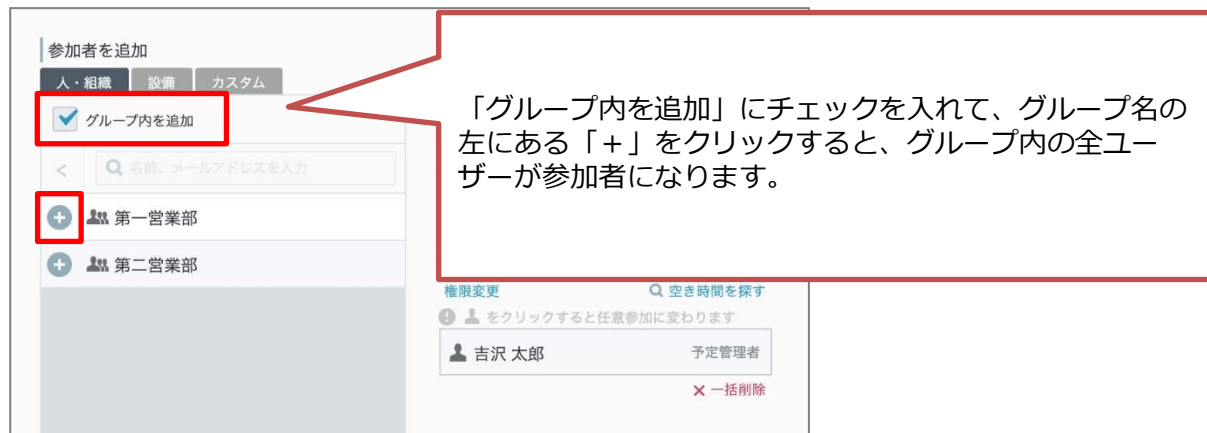 参加者を追加
人・組織 設備 カスタム
グループ内を追加
名前、メールアドレスを入力
第一営業部
第二営業部
「グループ内を追加」にチェックを入れて、グループ名の
左にある「+」をクリックすると、グループ内の全ユー
ザーが参加者になります。
権限変更 空き時間を探す
をクリックすると任意参加に変わります
吉沢 太郎 予定管理者
× 一括削除